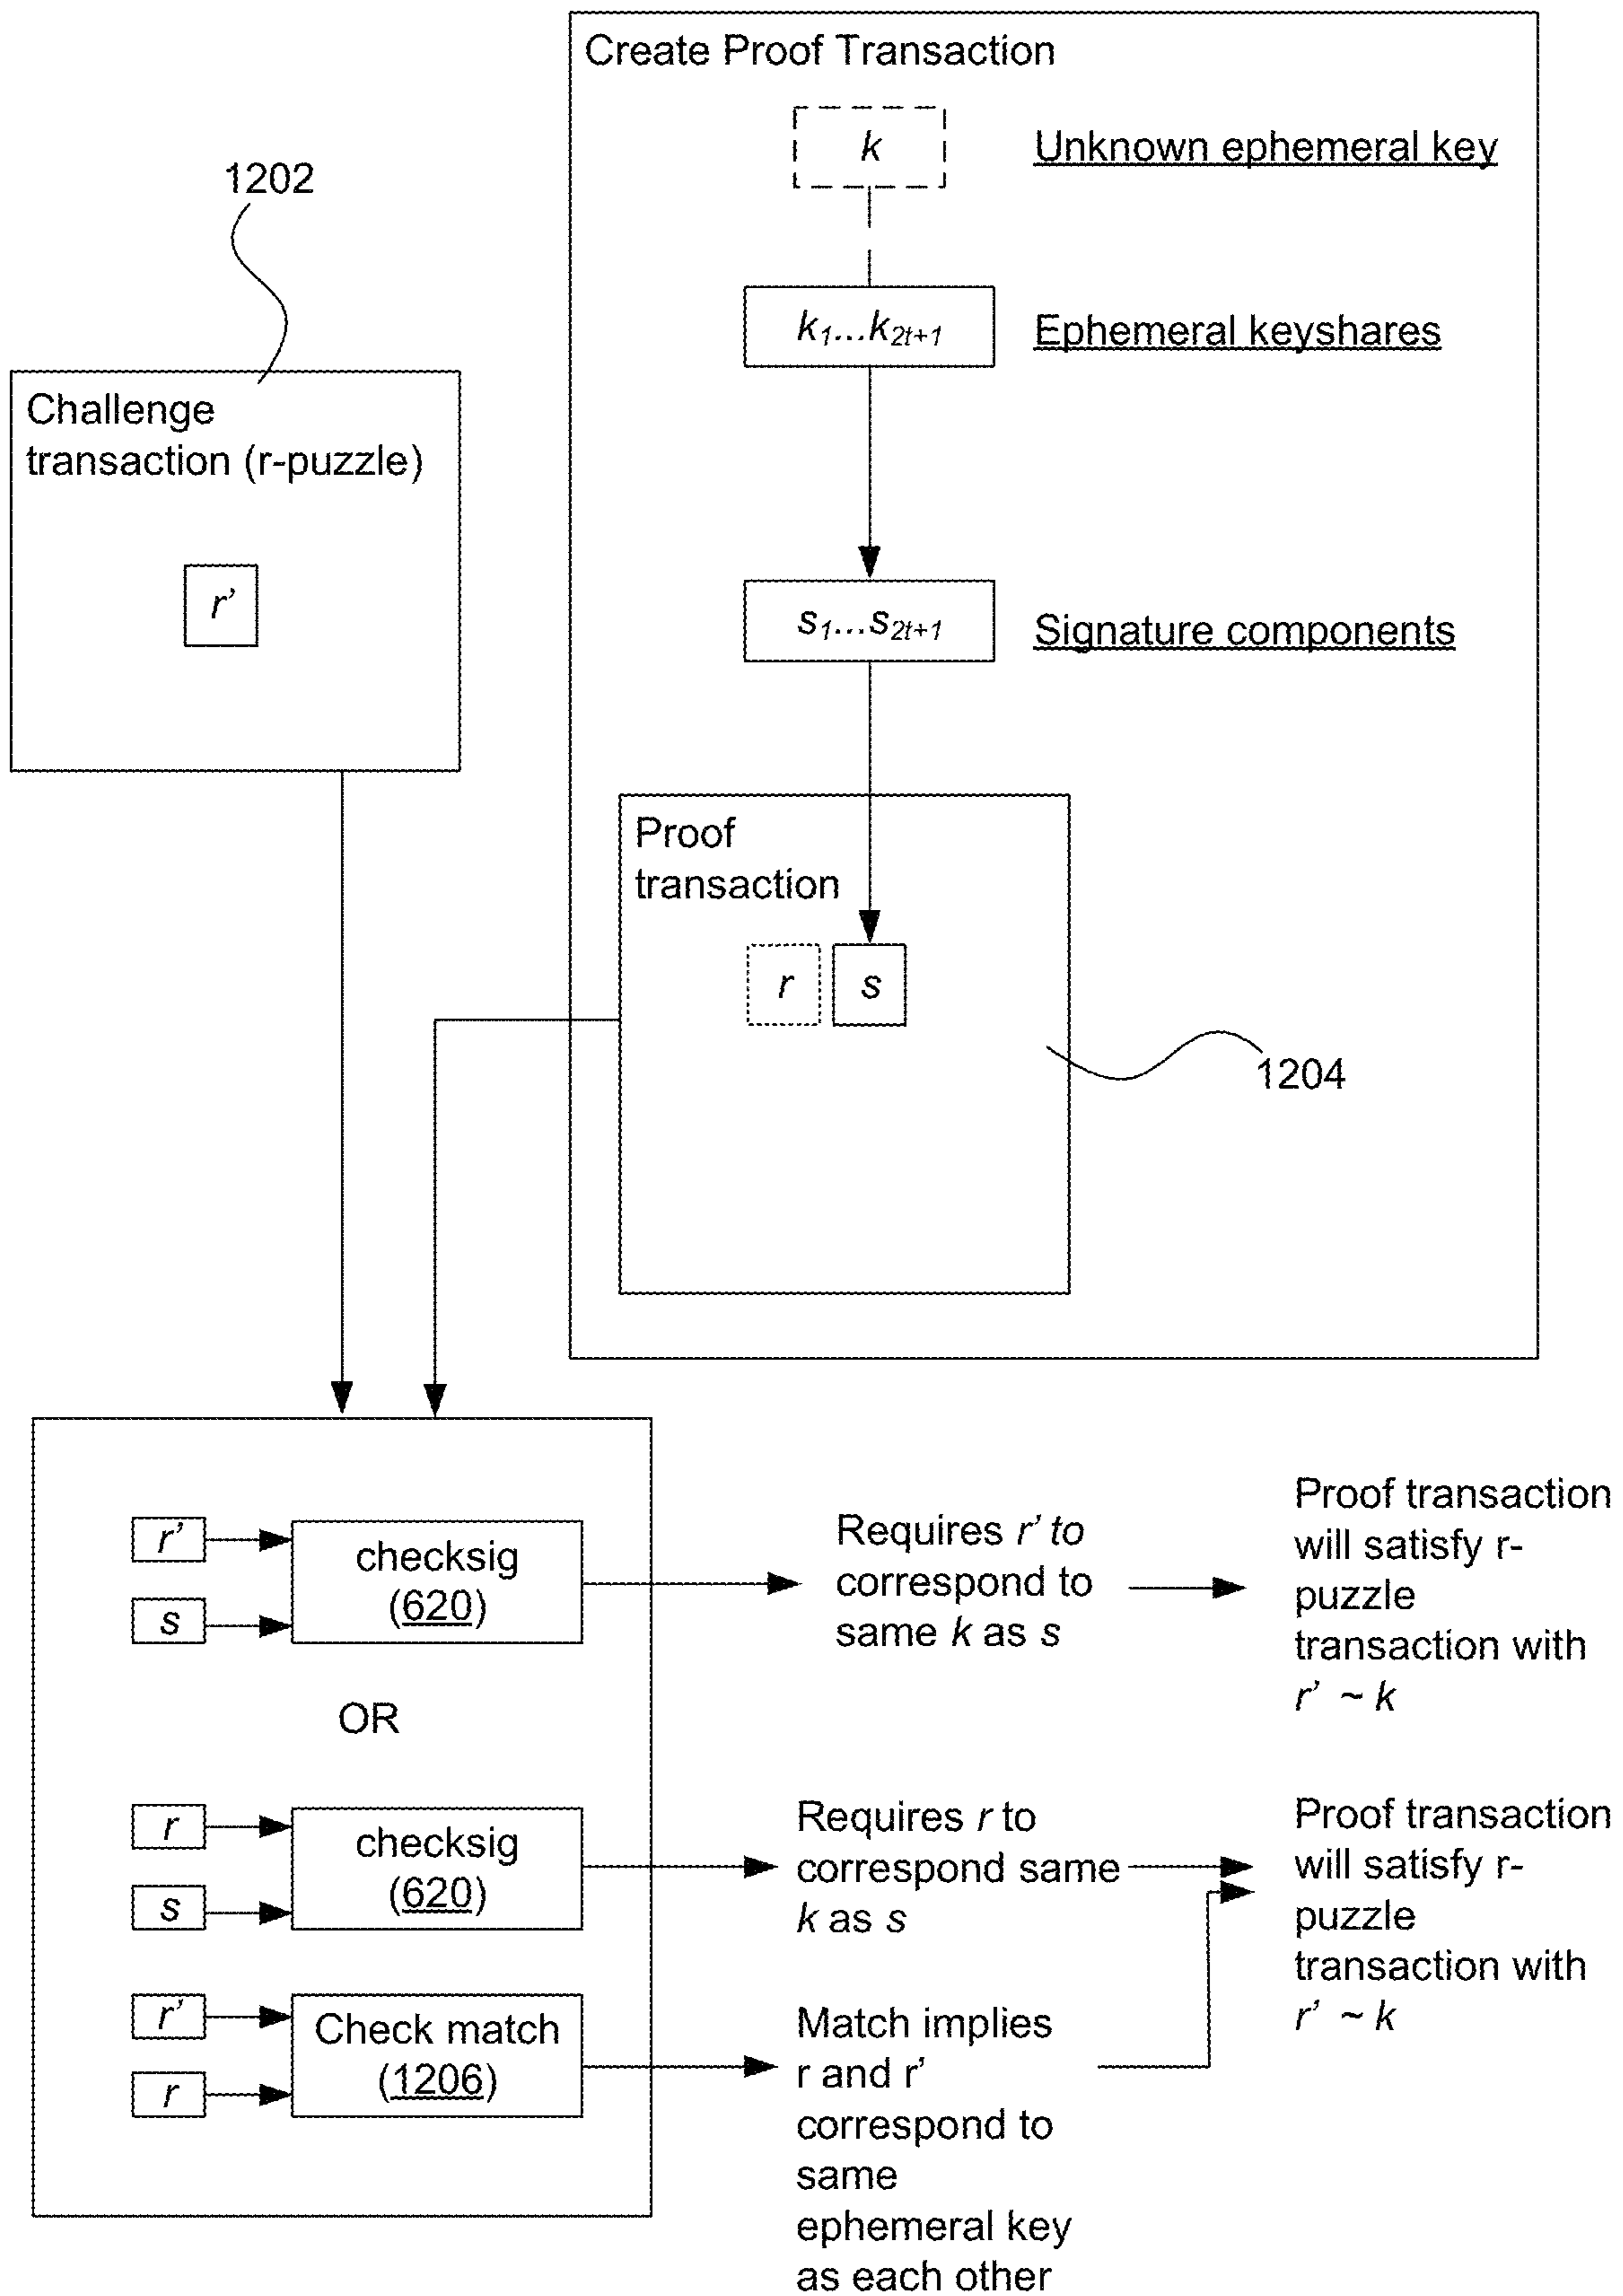 Create Proof Transaction
k
Unknown ephemeral key
1202
k1...k2t+1
Ephemeral keyshares
Challenge
transaction (r-puzzle)
r'
s1...s2t+1
Signature components
Proof
transaction
r
s
1204
r'
s
checksig
(620)
Requires r' to
correspond to
same k as s
Proof transaction
will satisfy r-
puzzle
transaction with
r' ~ k
OR
r
s
checksig
(620)
Requires r to
correspond same
k as s
Proof transaction
will satisfy r-
puzzle
transaction with
r' ~ k
r'
r
Check match
(1206)
Match implies
r and r'
correspond to
same
ephemeral key
as each other